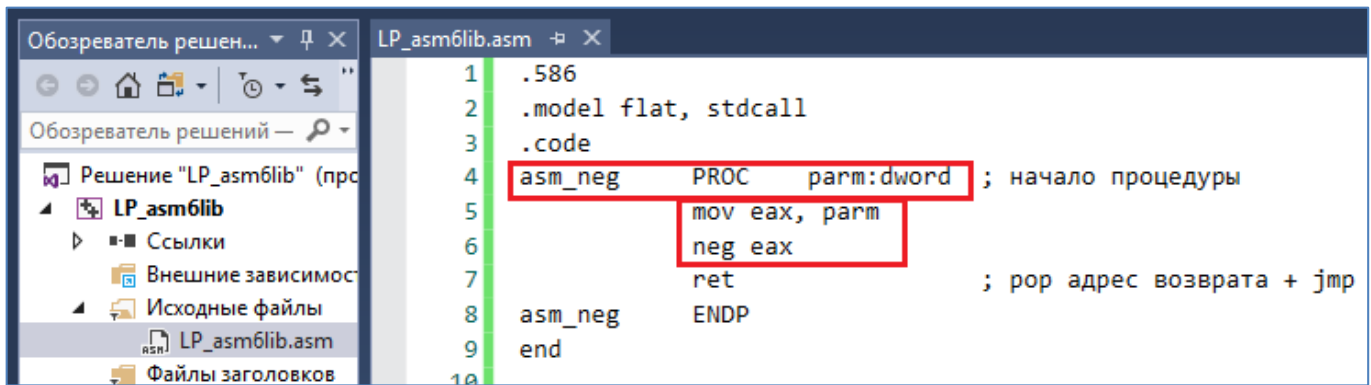 Обозреватель решен...
Обозреватель решений —
Решение "LP_asm6lib" (прс
LP_asm6lib
Ссылки
Внешние зависимост
Исходные файлы
LP_asm6lib.asm
Файлы заголовков
LP_asm6lib.asm
1 .586
2 .model flat, stdcall
3 .code
4 asm_neg PROC parm:dword ; начало процедуры
5 mov eax, parm
6 neg eax
7 ret ; pop адрес возврата + jmp
8 asm_neg ENDP
9 end
10